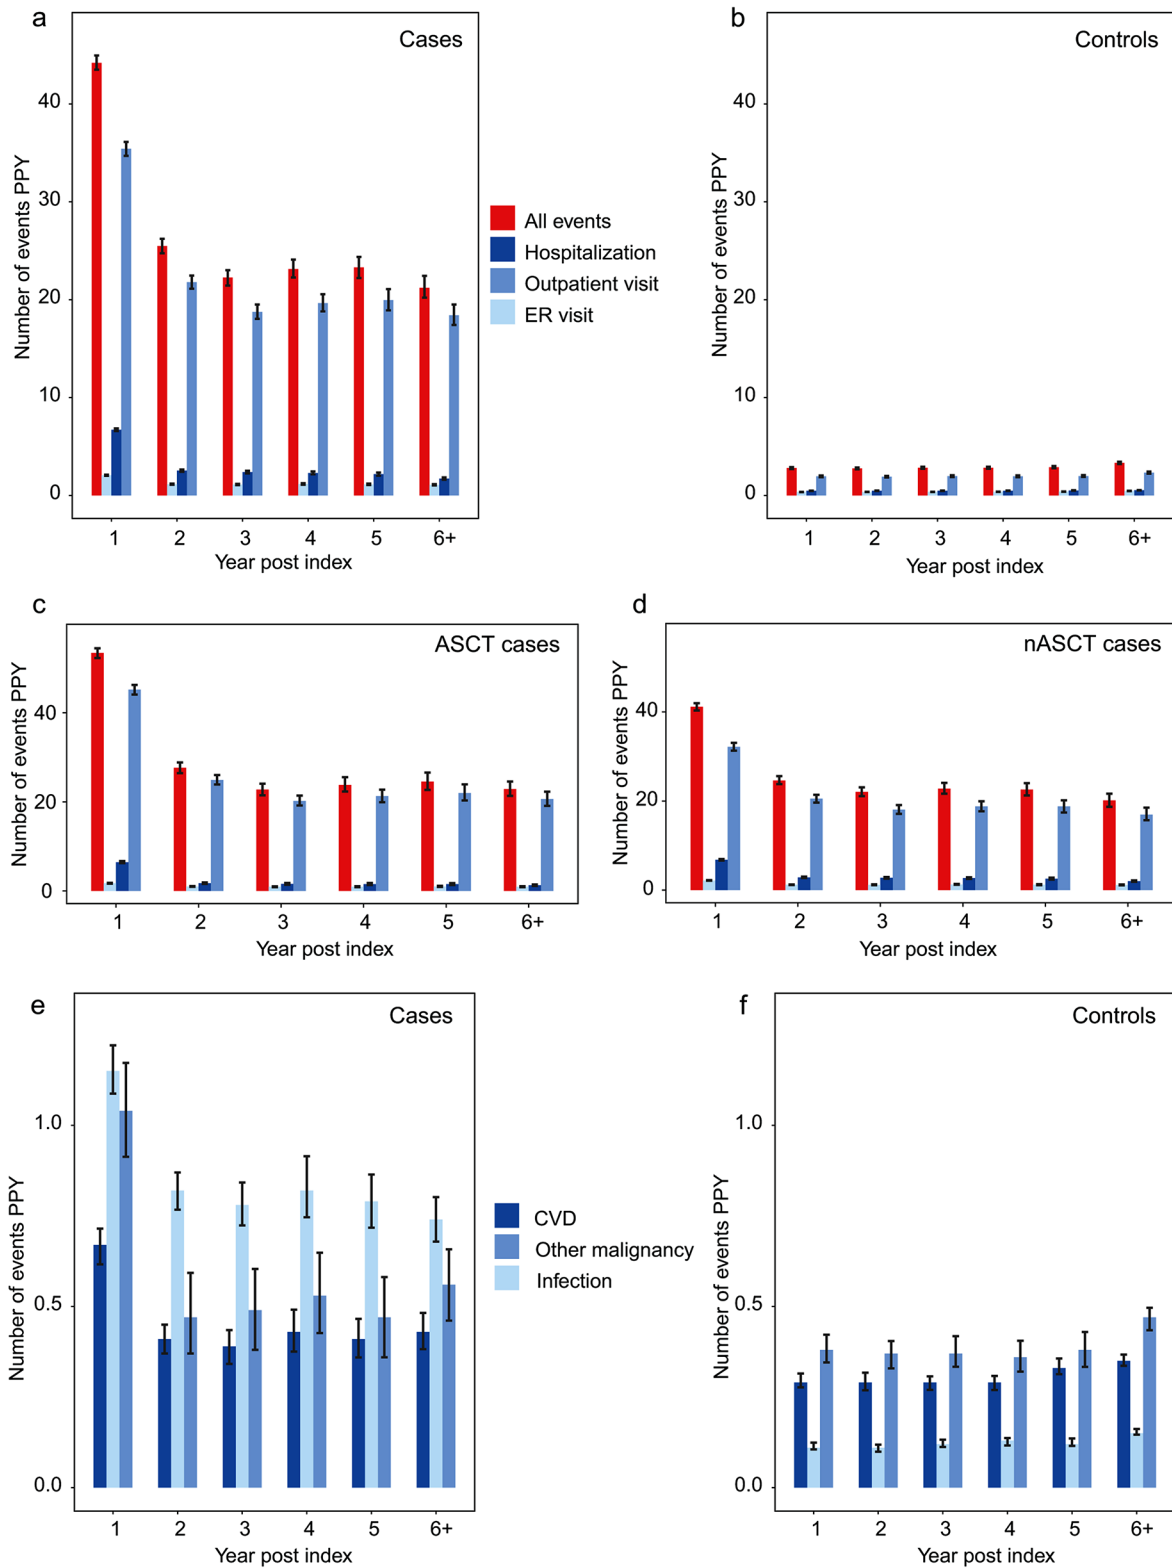 a
Cases
Number of events PPY
40
30
20
10
0
1 2 3 4 5 6+
Year post index
All events
Hospitalization
Outpatient visit
ER visit
b
Controls
Number of events PPY
40
30
20
10
0
1 2 3 4 5 6+
Year post index
c
ASCT cases
Number of events PPY
40
20
0
1 2 3 4 5 6+
Year post index
d
nASCT cases
Number of events PPY
40
20
0
1 2 3 4 5 6+
Year post index
e
Cases
Number of events PPY
1.0
0.5
0.0
1 2 3 4 5 6+
Year post index
CVD
Other malignancy
Infection
f
Controls
Number of events PPY
1.0
0.5
0.0
1 2 3 4 5 6+
Year post index